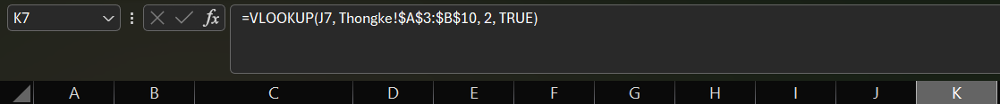 K7 fx =VLOOKUP(J7, Thongke!$A$3:$B$10, 2, TRUE)
A B C D E F G H I J K